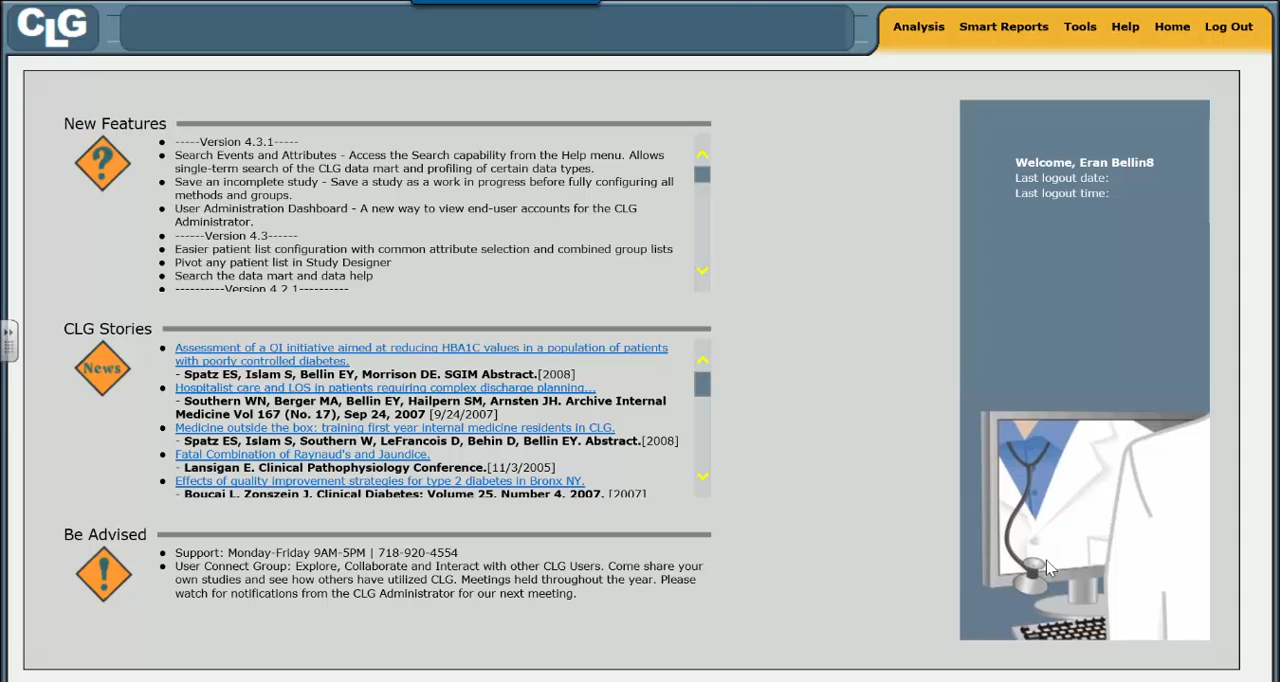 CLG
Analysis Smart Reports Tools Help Home Log Out
New Features
-----Version 4.3.1-----
Search Events and Attributes - Access the Search capability from the Help menu. Allows
single-term search of the CLG data mart and profiling of certain data types.
Save an incomplete study - Save a study as a work in progress before fully configuring all
methods and groups.
User Administration Dashboard - A new way to view end-user accounts for the CLG
Administrator.
------Version 4.3------
Easier patient list configuration with common attribute selection and combined group lists
Pivot any patient list in Study Designer
Search the data mart and data help
----------Version 4.2.1----------
?
Welcome, Eran Bellin8
Last logout date:
Last logout time:
CLG Stories
News
Assessment of a QI initiative aimed at reducing HBA1C values in a population of patients
with poorly controlled diabetes.
- Spatz ES, Islam S, Bellin EY, Morrison DE. SGIM Abstract.[2008]
Hospitalist care and LOS in patients requiring complex discharge planning...
- Southern WN, Berger MA, Bellin EY, Hailpern SM, Arnsten JH. Archive Internal
Medicine Vol 167 (No. 17), Sep 24, 2007 [9/24/2007]
Medicine outside the box: training first year internal medicine residents in CLG.
- Spatz ES, Islam S, Southern W, LeFrancois D, Behin D, Bellin EY. Abstract.[2008]
Fatal Combination of Raynaud's and Jaundice.
- Lansigan E. Clinical Pathophysiology Conference.[11/3/2005]
Effects of quality improvement strategies for type 2 diabetes in Bronx NY.
- Boucai L, Zonszein J. Clinical Diabetes: Volume 25, Number 4, 2007. [2007]
Be Advised
!
Support: Monday-Friday 9AM-5PM | 718-920-4554
User Connect Group: Explore, Collaborate and Interact with other CLG Users. Come share your
own studies and see how others have utilized CLG. Meetings held throughout the year. Please
watch for notifications from the CLG Administrator for our next meeting.